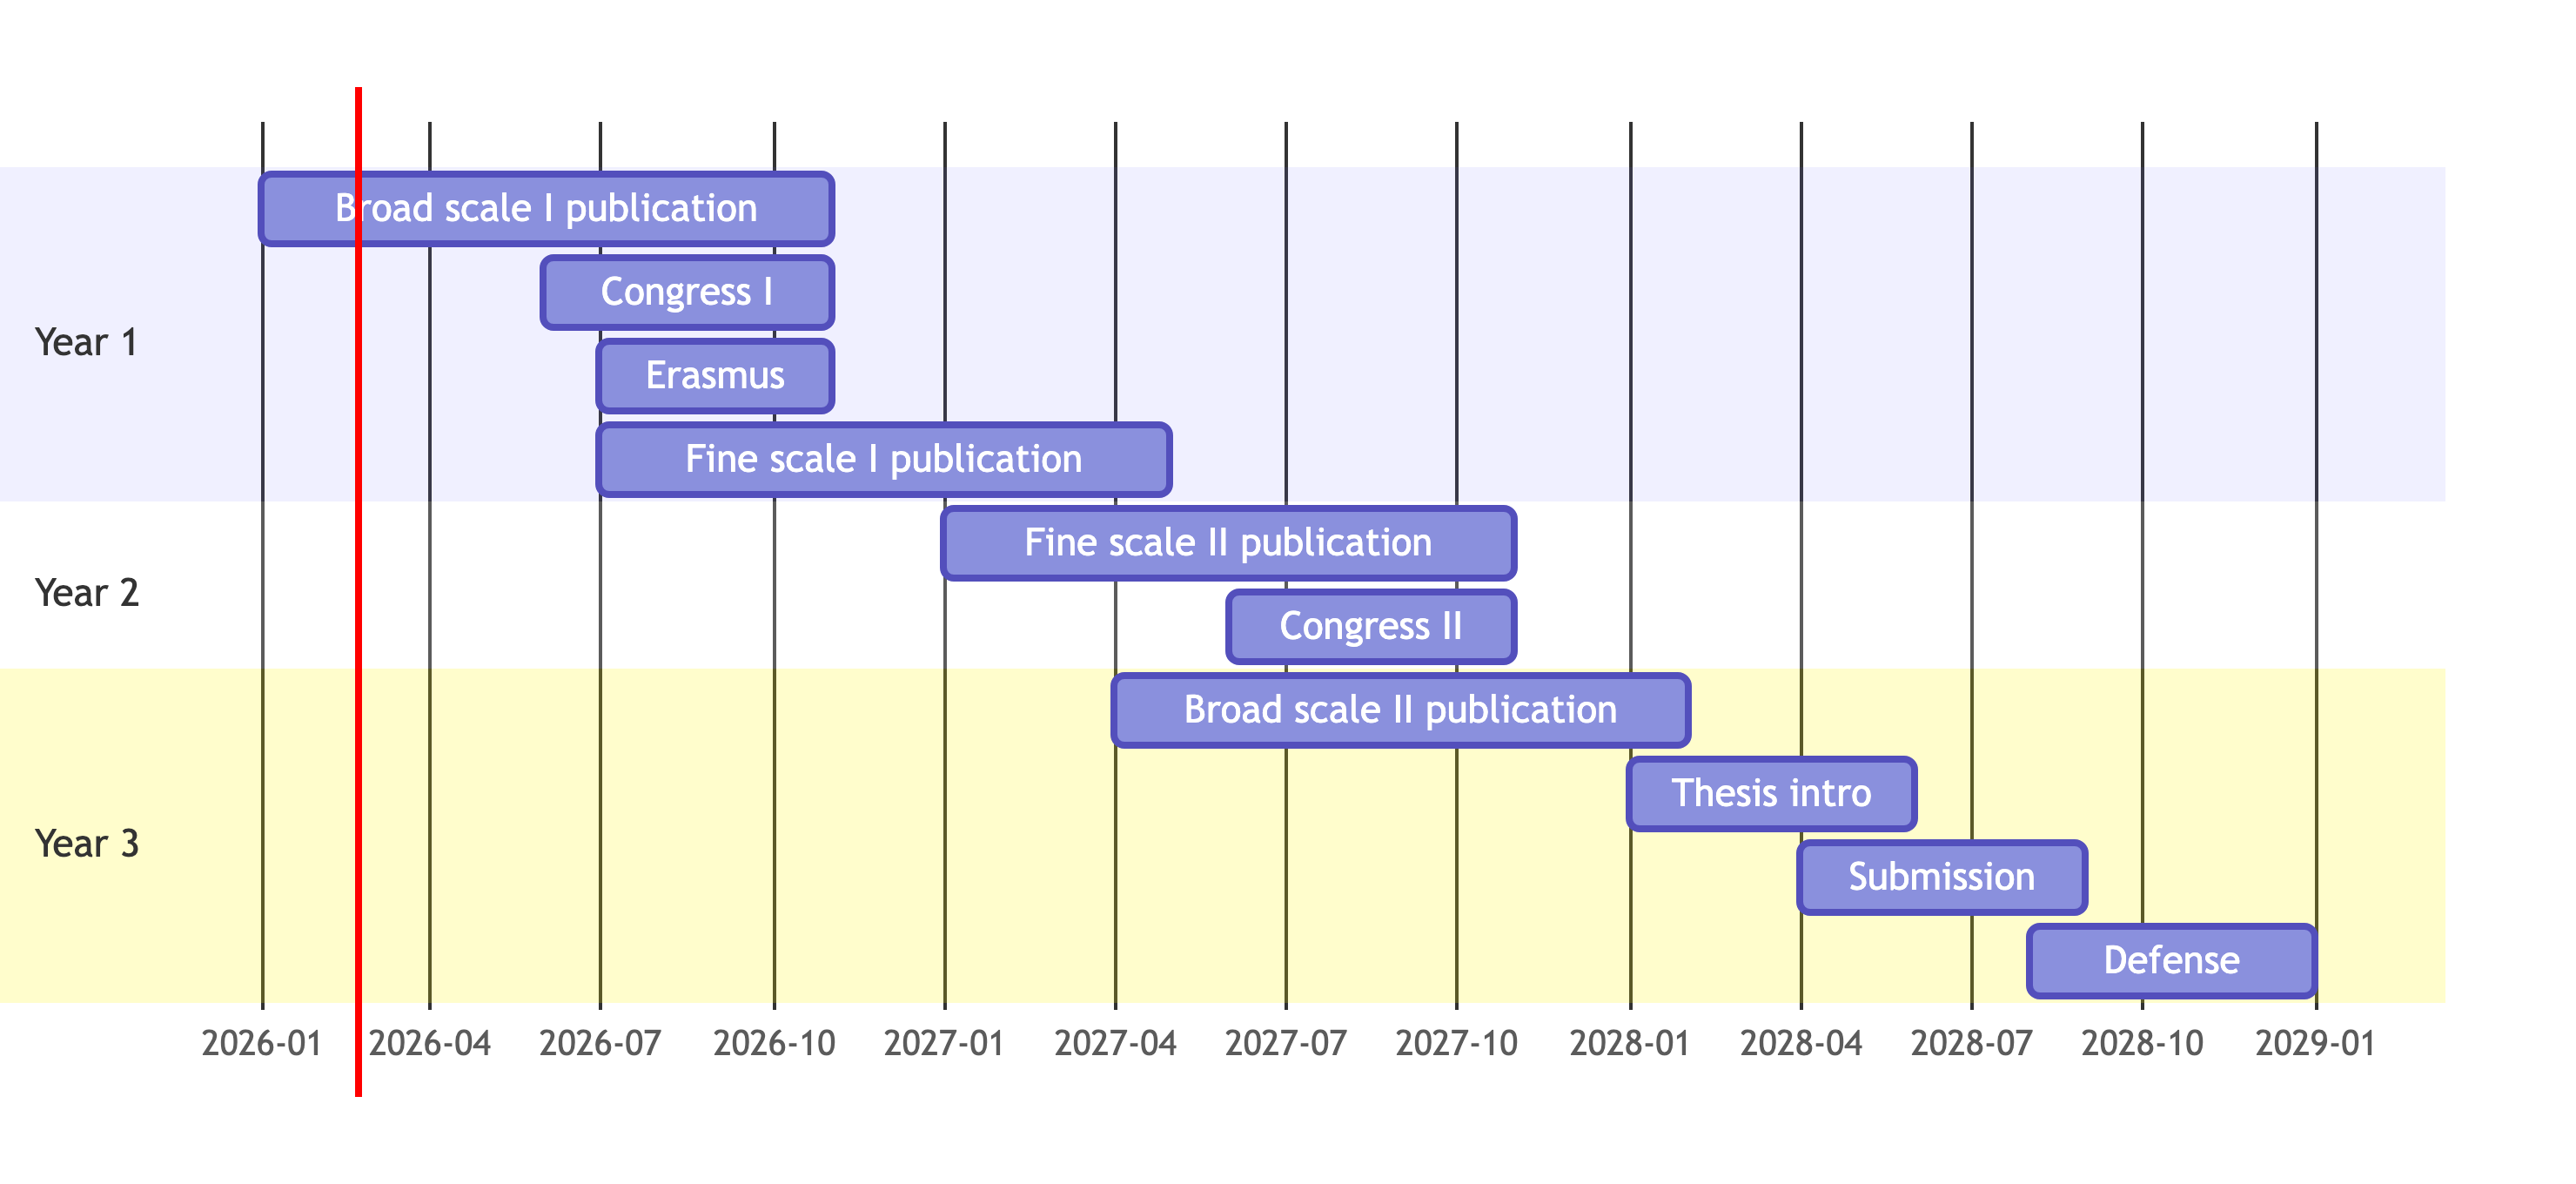 Broad scale I publication
Congress I
Year 1
Erasmus
Fine scale I publication
Fine scale II publication
Year 2
Congress II
Broad scale II publication
Thesis intro
Year 3
Submission
Defense
2026-01 2026-04 2026-07 2026-10 2027-01 2027-04 2027-07 2027-10 2028-01 2028-04 2028-07 2028-10 2029-01